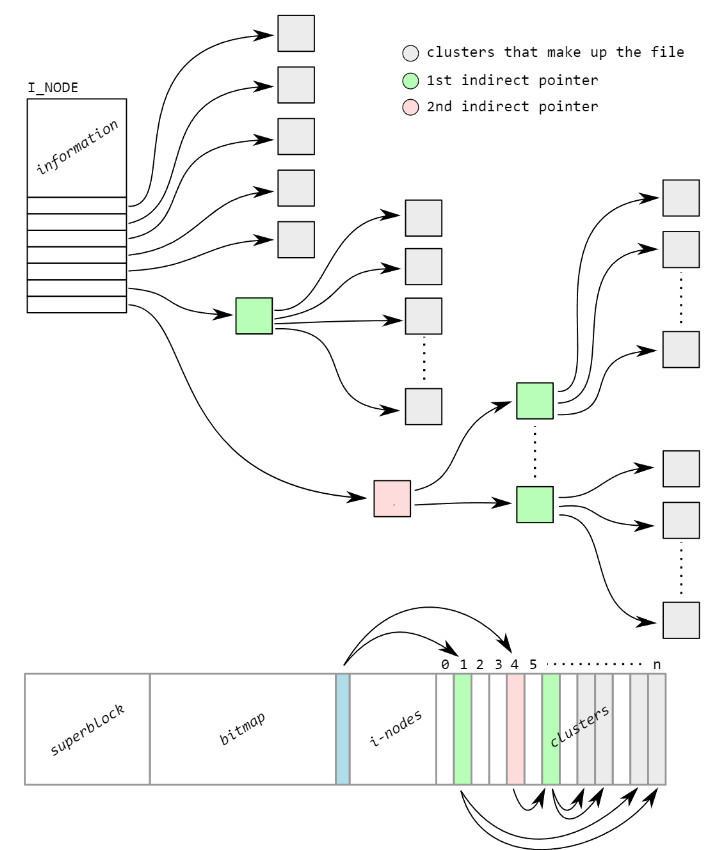 clusters that make up the file
1st indirect pointer
2nd indirect pointer
I_NODE
information
0 1 2 3 4 5 n
superblock
bitmap
i-nodes
clusters